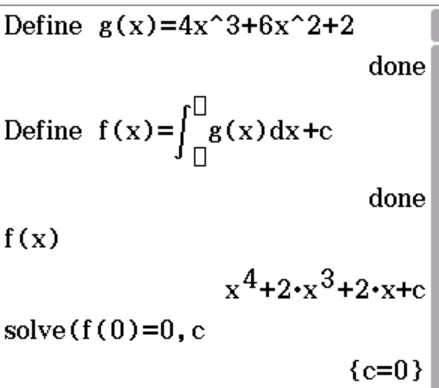 Define g(x)=4x^3+6x^2+2
done
Define f(x)=∫▯▯g(x)dx+c
done
f(x)
x⁴+2·x³+2·x+c
solve(f(0)=0,c
{c=0}